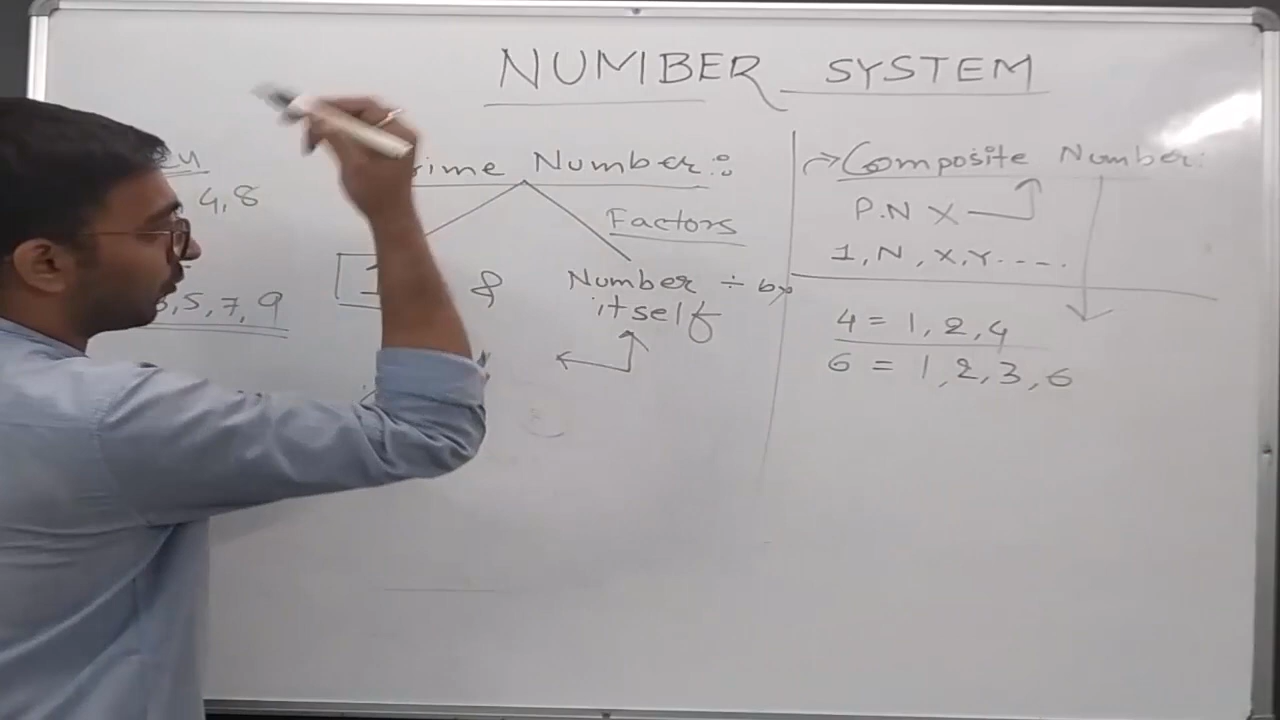 NUMBER SYSTEM
4,8
5,7,9
Number:
Factors
&
Number ÷ by
itself
→ Composite Number:
P.N X
1, N, X, Y....
4 = 1, 2, 4
6 = 1, 2, 3, 6